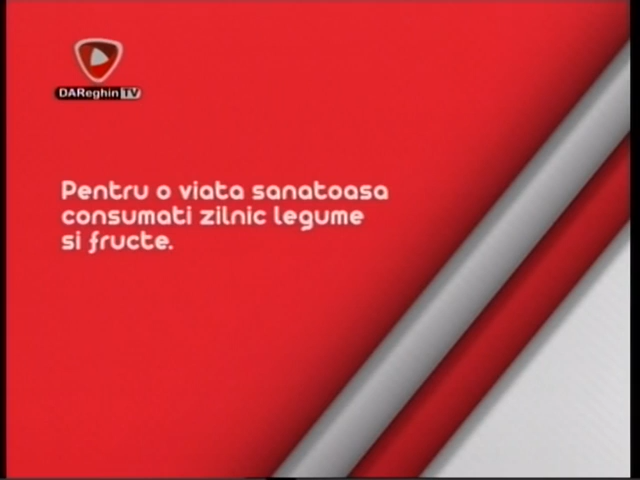 DAReghin TV
Pentru o viata sanatoasa
consumati zilnic legume
si fructe.